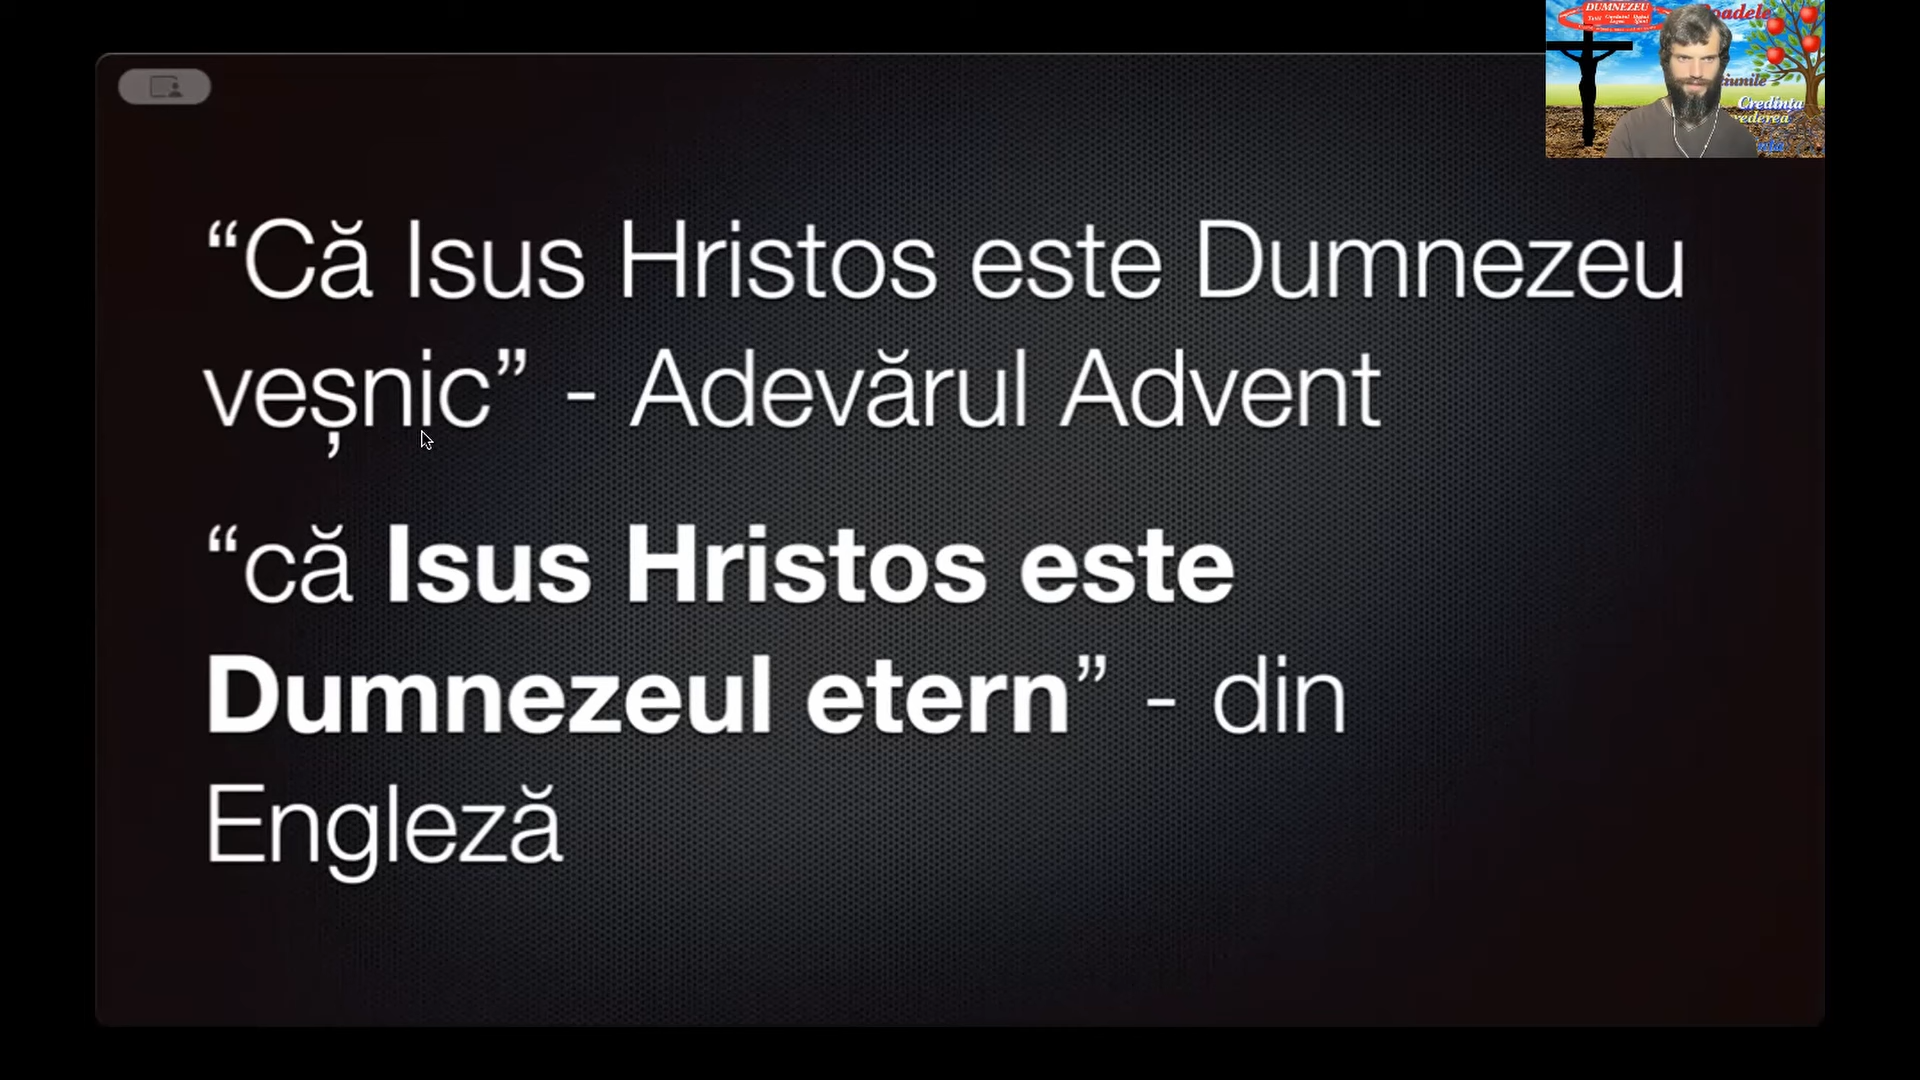 DUMNEZEU
“Că Isus Hristos este Dumnezeu
veșnic” - Adevărul Advent
“că Isus Hristos este
Dumnezeul etern” - din
Engleză
Credința